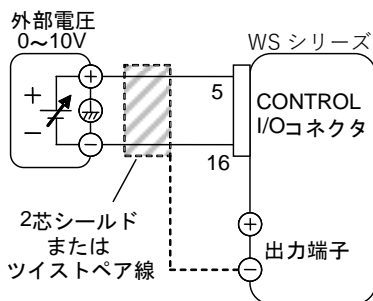 外部電圧
0～10V
WS シリーズ
+
−
+
−
5
16
CONTROL
I/Oコネクタ
2芯シールド
または
ツイストペア線
+
出力端子
−